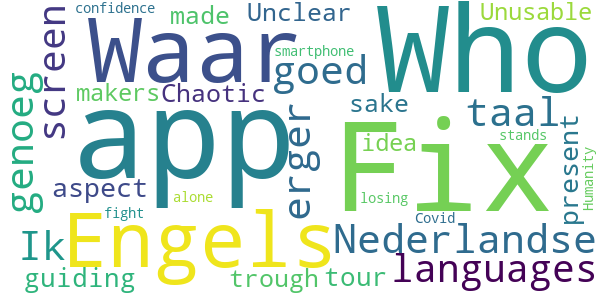 confidence
made
Unclear
Unusable
Who
Waar
screen
smartphone
goed
makers
Chaotic
sake
taal
genoeg
app
erger
Fix
idea
stands
present
Humanity
aspect
alone
losing
fight
Covid
Engels
Ik
Nederlandse
guiding
trough
tour
languages